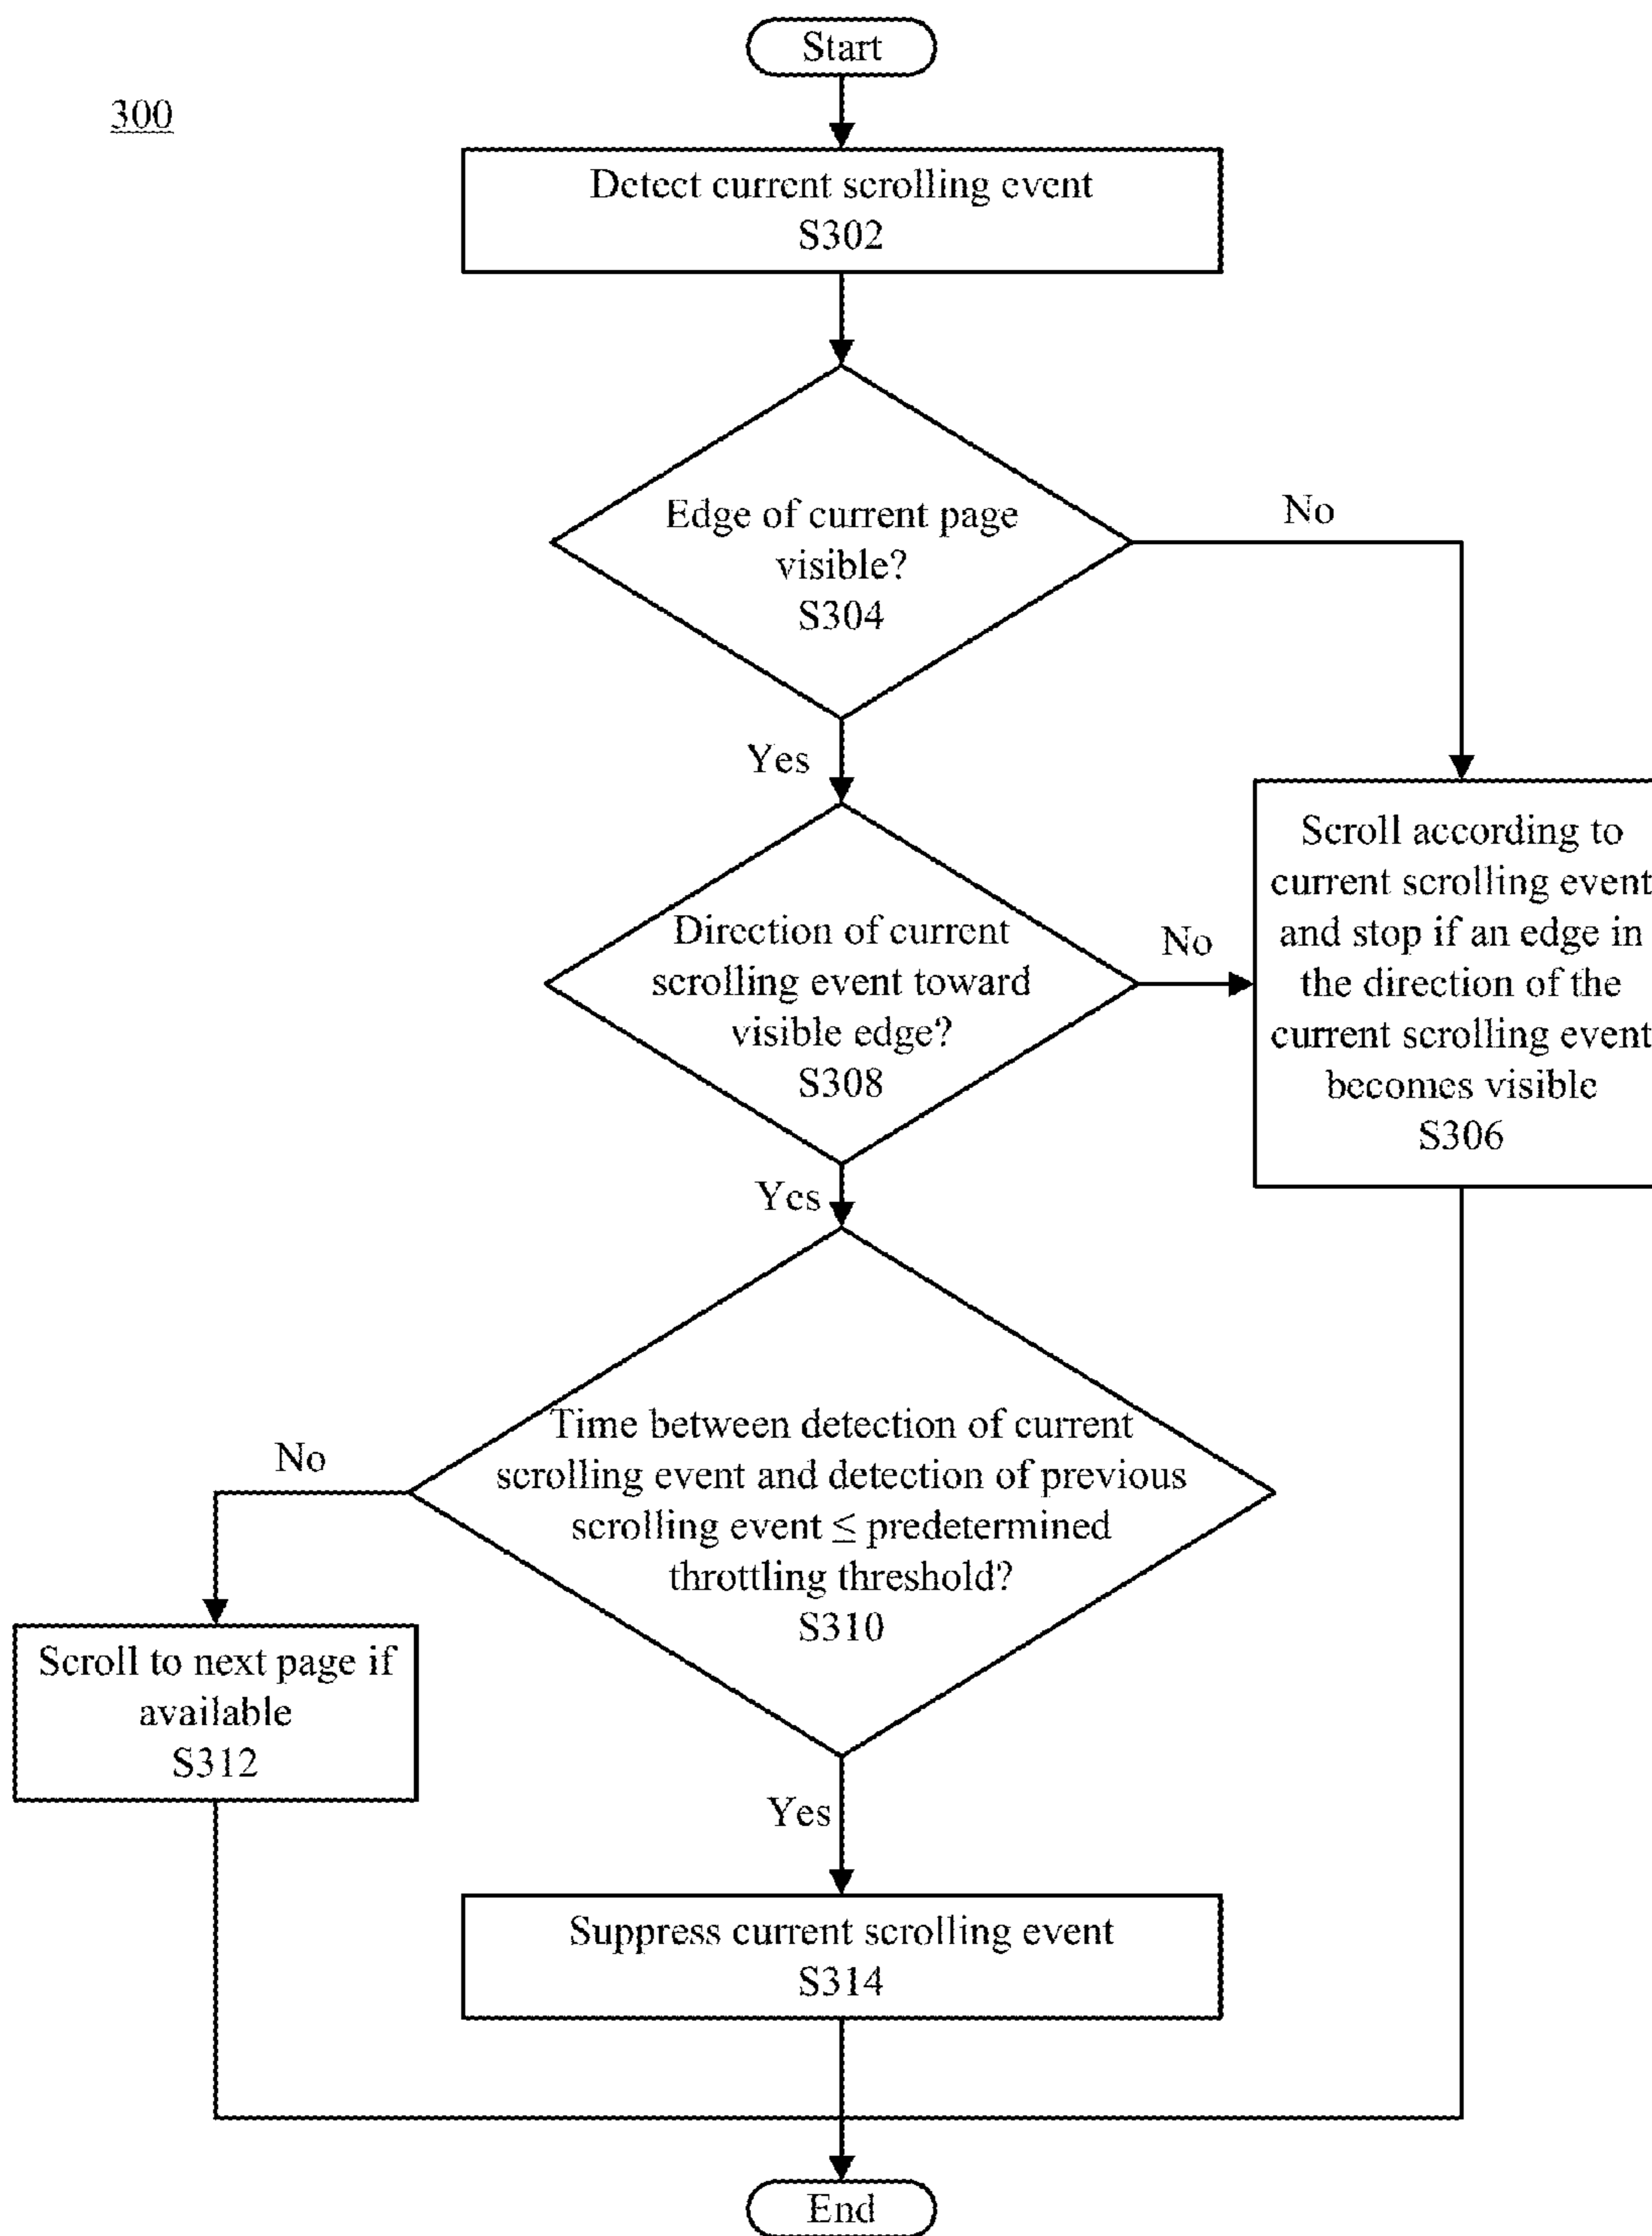 Start
300
Detect current scrolling event
S302
Edge of current page
visible?
S304
No
Yes
Direction of current
scrolling event toward
visible edge?
S308
No
Scroll according to
current scrolling event
and stop if an edge in
the direction of the
current scrolling event
becomes visible
S306
Yes
Time between detection of current
scrolling event and detection of previous
scrolling event ≤ predetermined
throttling threshold?
S310
No
Scroll to next page if
available
S312
Yes
Suppress current scrolling event
S314
End